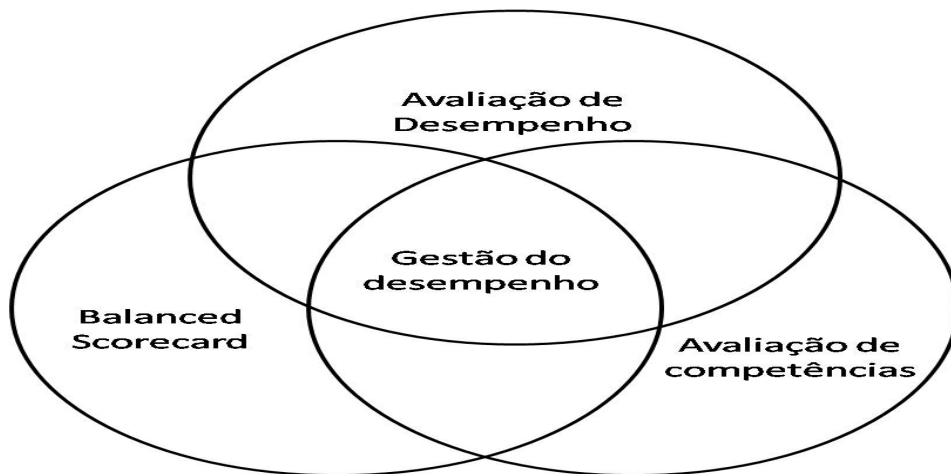 Avaliação de
Desempenho
Gestão do
desempenho
Balanced
Scorecard
Avaliação de
competências